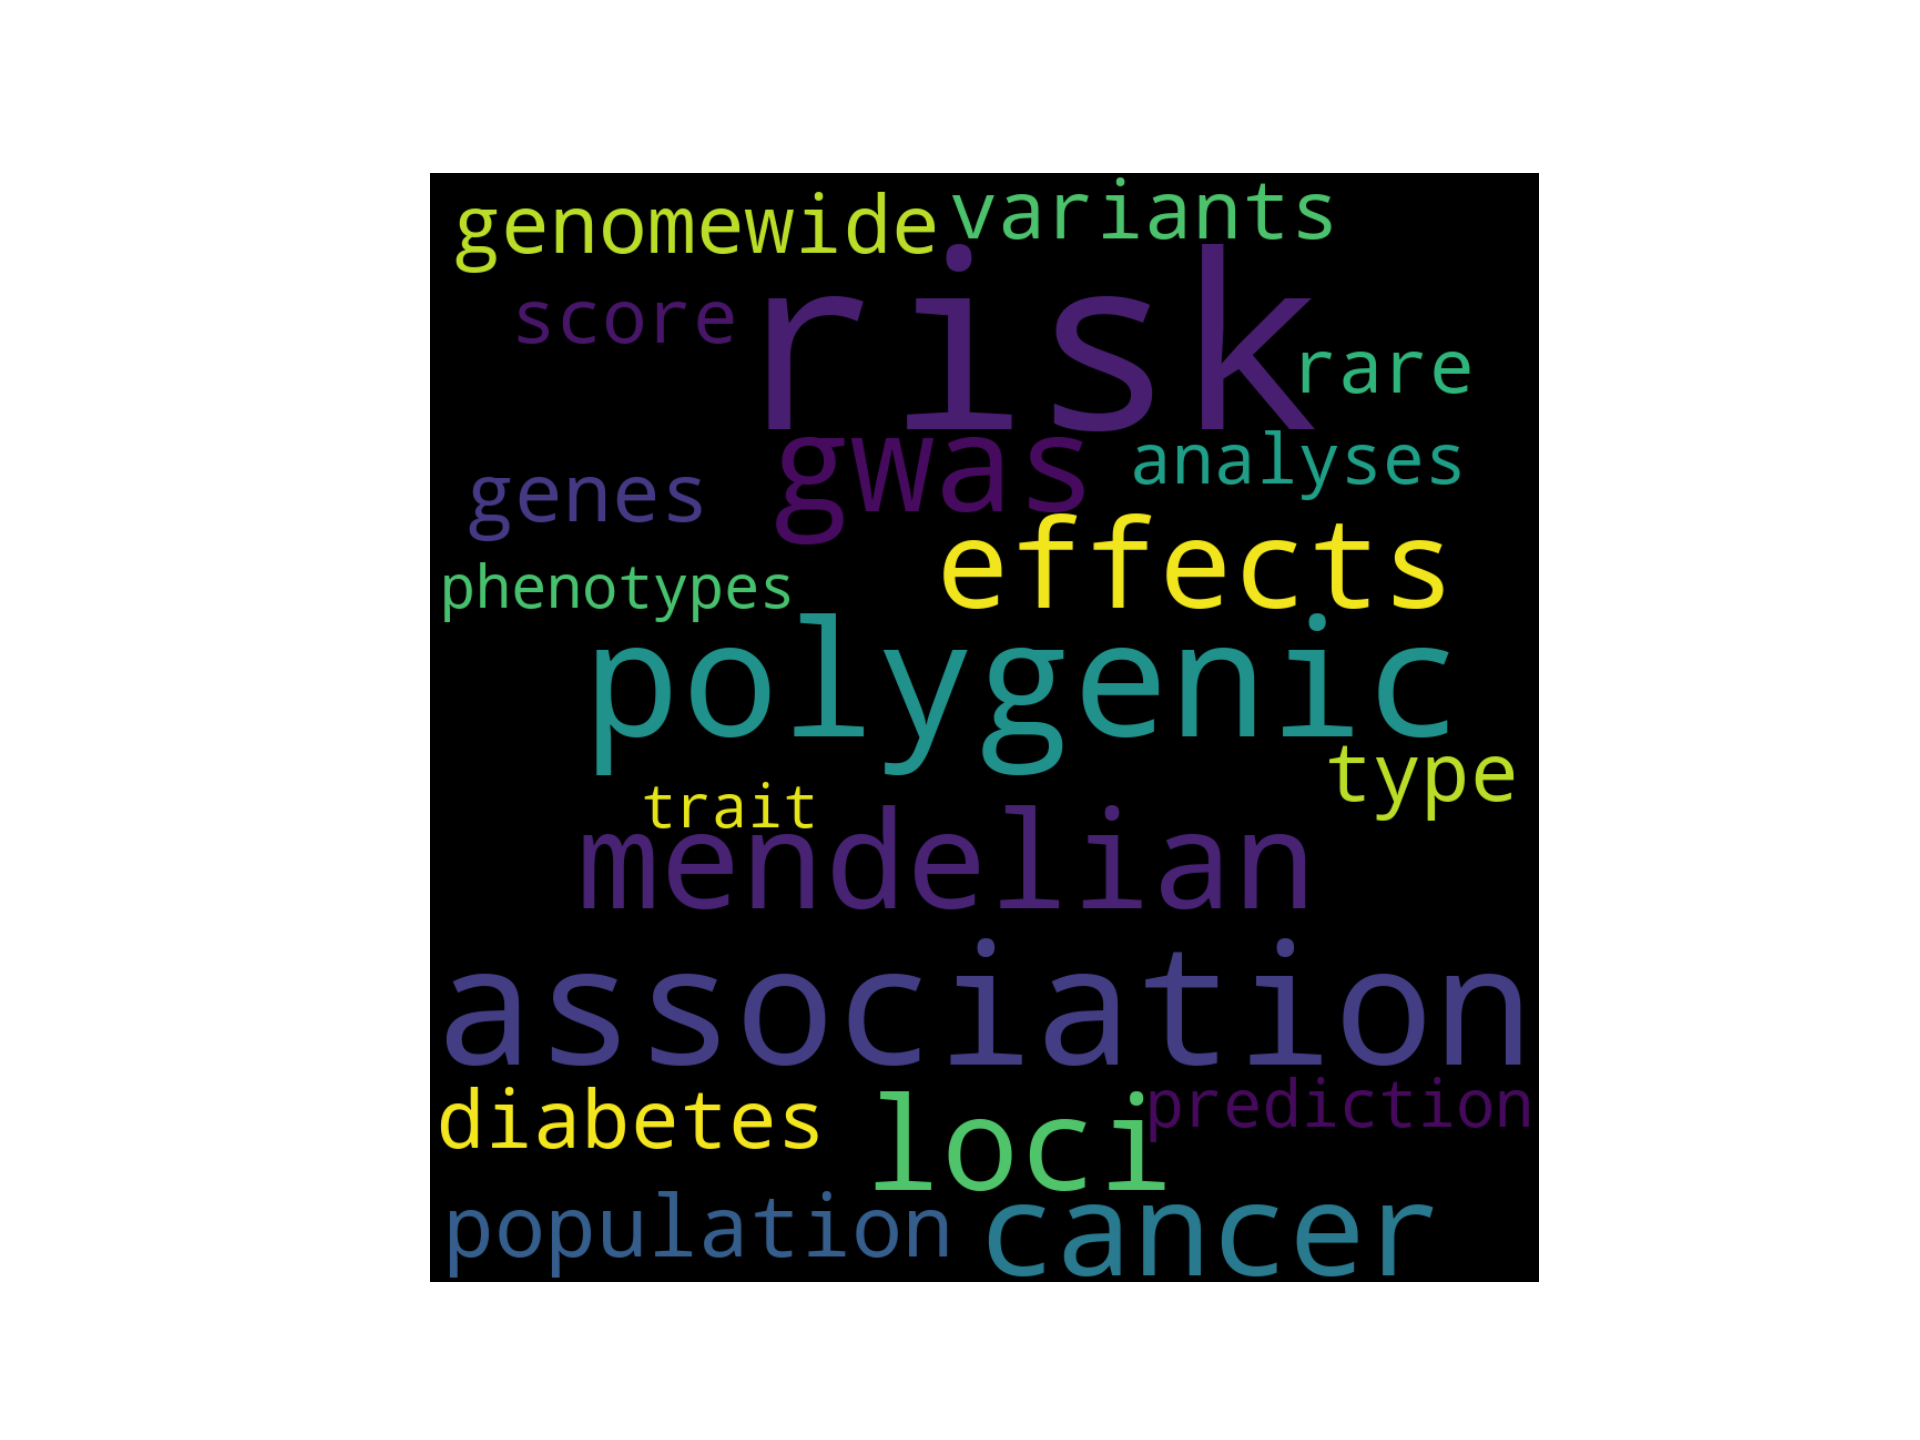 genomewide variants
score risk rare
genes gwas analyses
phenotypes effects
polygenic
trait type
mendelian
association
diabetes loci prediction
population cancer